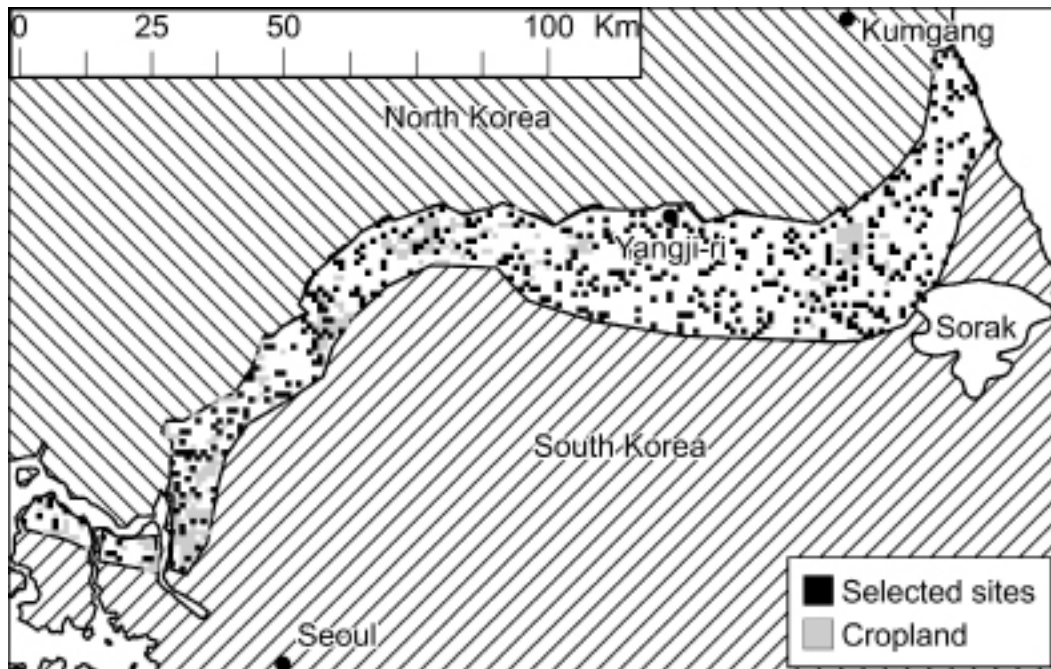 0 25 50 100 Km
Kumgang
North Korea
Yangji-ri
Sorak
South Korea
Selected sites
Cropland
Seoul